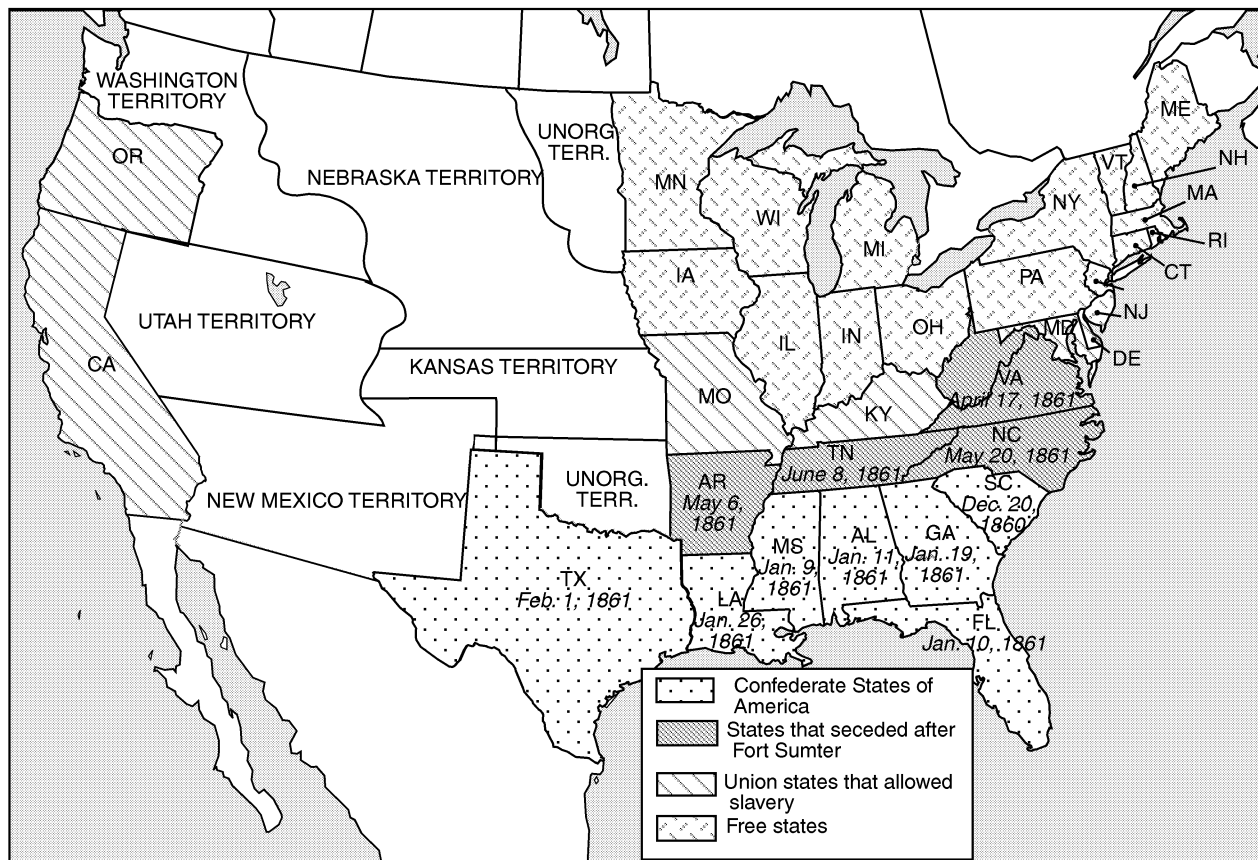 WASHINGTON
TERRITORY
OR
NEBRASKA TERRITORY
UNORG
TERR.
MN
WI
MI
ME
VT
NH
NY
MA
RI
CT
PA
NJ
DE
MD
IA
IL
IN
OH
UTAH TERRITORY
CA
KANSAS TERRITORY
MO
KY
VA
April 17, 1861
NC
May 20, 1861
TN
June 8, 1861
AR
May 6,
1861
SC
Dec. 20,
1860
NEW MEXICO TERRITORY
UNORG.
TERR.
MS
Jan. 9,
1861
AL
Jan. 11,
1861
GA
Jan. 19,
1861
TX
Feb. 1, 1861
LA
Jan. 26,
1861
FL
Jan. 10, 1861
Confederate States of
America
States that seceded after
Fort Sumter
Union states that allowed
slavery
Free states